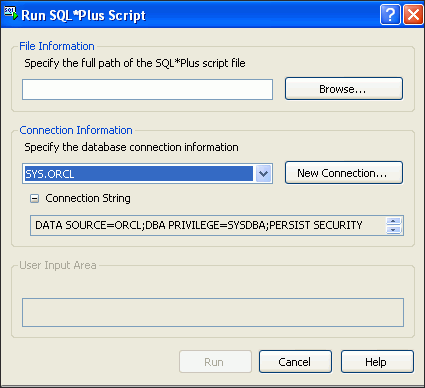 Run SQL*Plus Script
File Information
Specify the full path of the SQL*Plus script file
Browse...
Connection Information
Specify the database connection information
SYS.ORCL
New Connection...
Connection String
DATA SOURCE=ORCL;DBA PRIVILEGE=SYSDBA;PERSIST SECURITY
User Input Area
Run
Cancel
Help